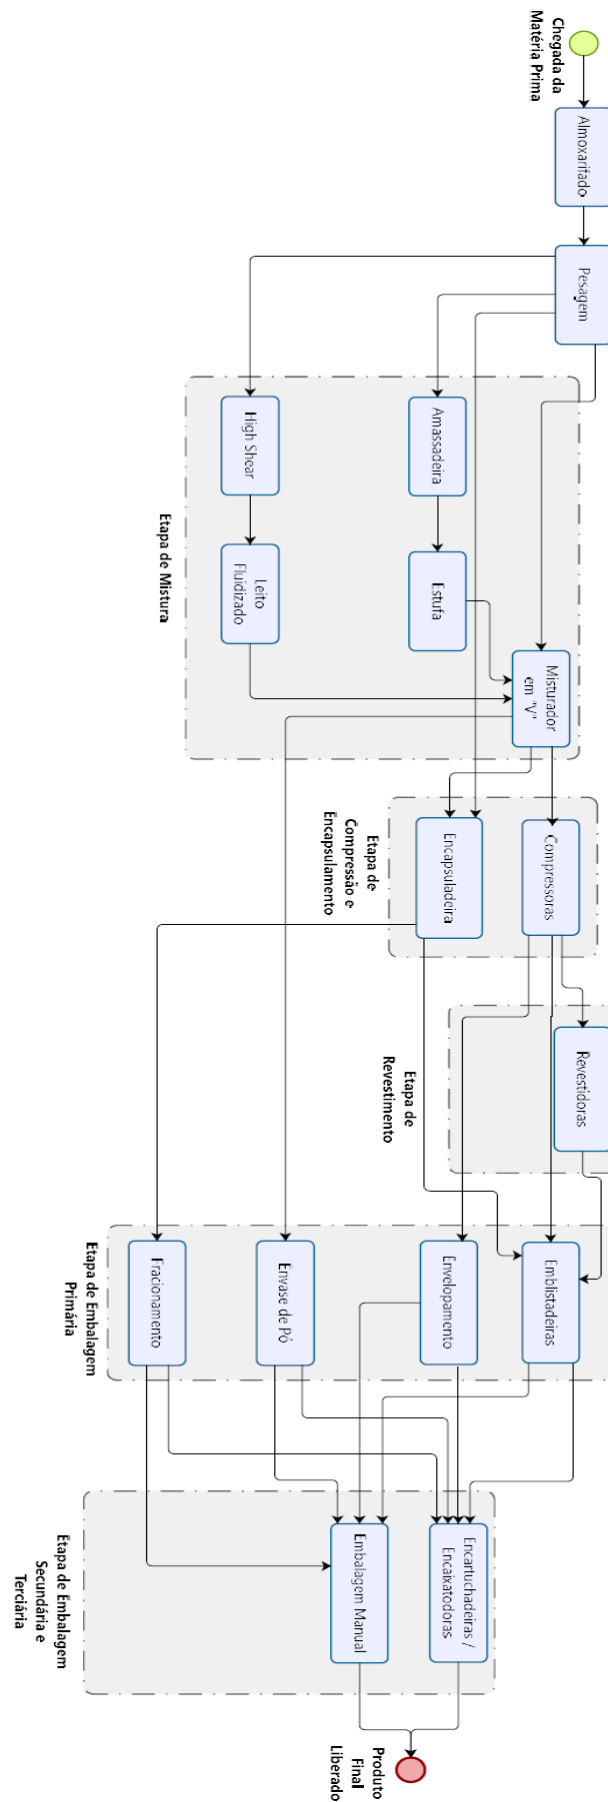 Chegada da
Matéria Prima
Almoxarifado
Pesagem
Amassadeira
High Shear
Estufa
Leito
Fluidizado
Misturador
em "V"
Etapa de Mistura
Compressoras
Encapsuladeira
Etapa de
Compressão e
Encapsulamento
Revestidoras
Etapa de
Revestimento
Emblistadeiras
Envelopamento
Envase de Pó
Fracionamento
Etapa de Embalagem
Primária
Encartuchadeiras /
Encaixatodoras
Embalagem Manual
Etapa de Embalagem
Secundária e
Terciária
Produto
Final
Liberado